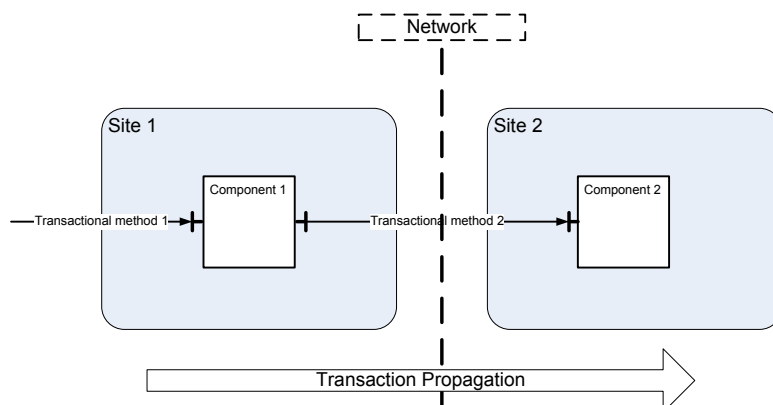 Network
Site 1
Site 2
Component 1
Component 2
Transactional method 1
Transactional method 2
Transaction Propagation